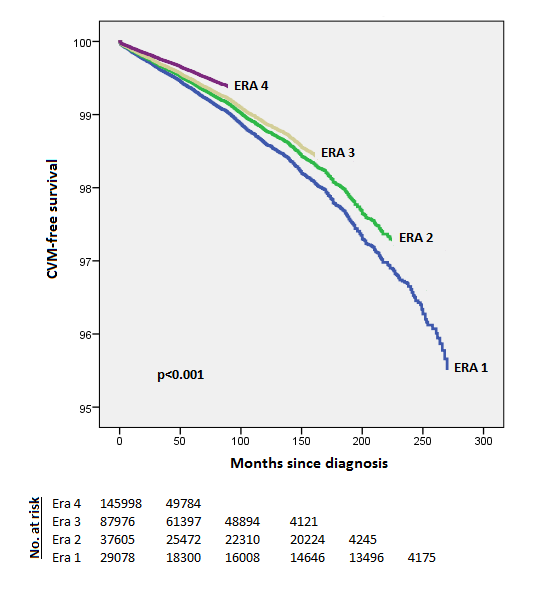 100
99
98
97
96
95
CVM-free survival
ERA 4
ERA 3
ERA 2
ERA 1
p<0.001
0 50 100 150 200 250 300
Months since diagnosis
No. at risk
Era 4 145998 49784
Era 3 87976 61397 48894 4121
Era 2 37605 25472 22310 20224 4245
Era 1 29078 18300 16008 14646 13496 4175